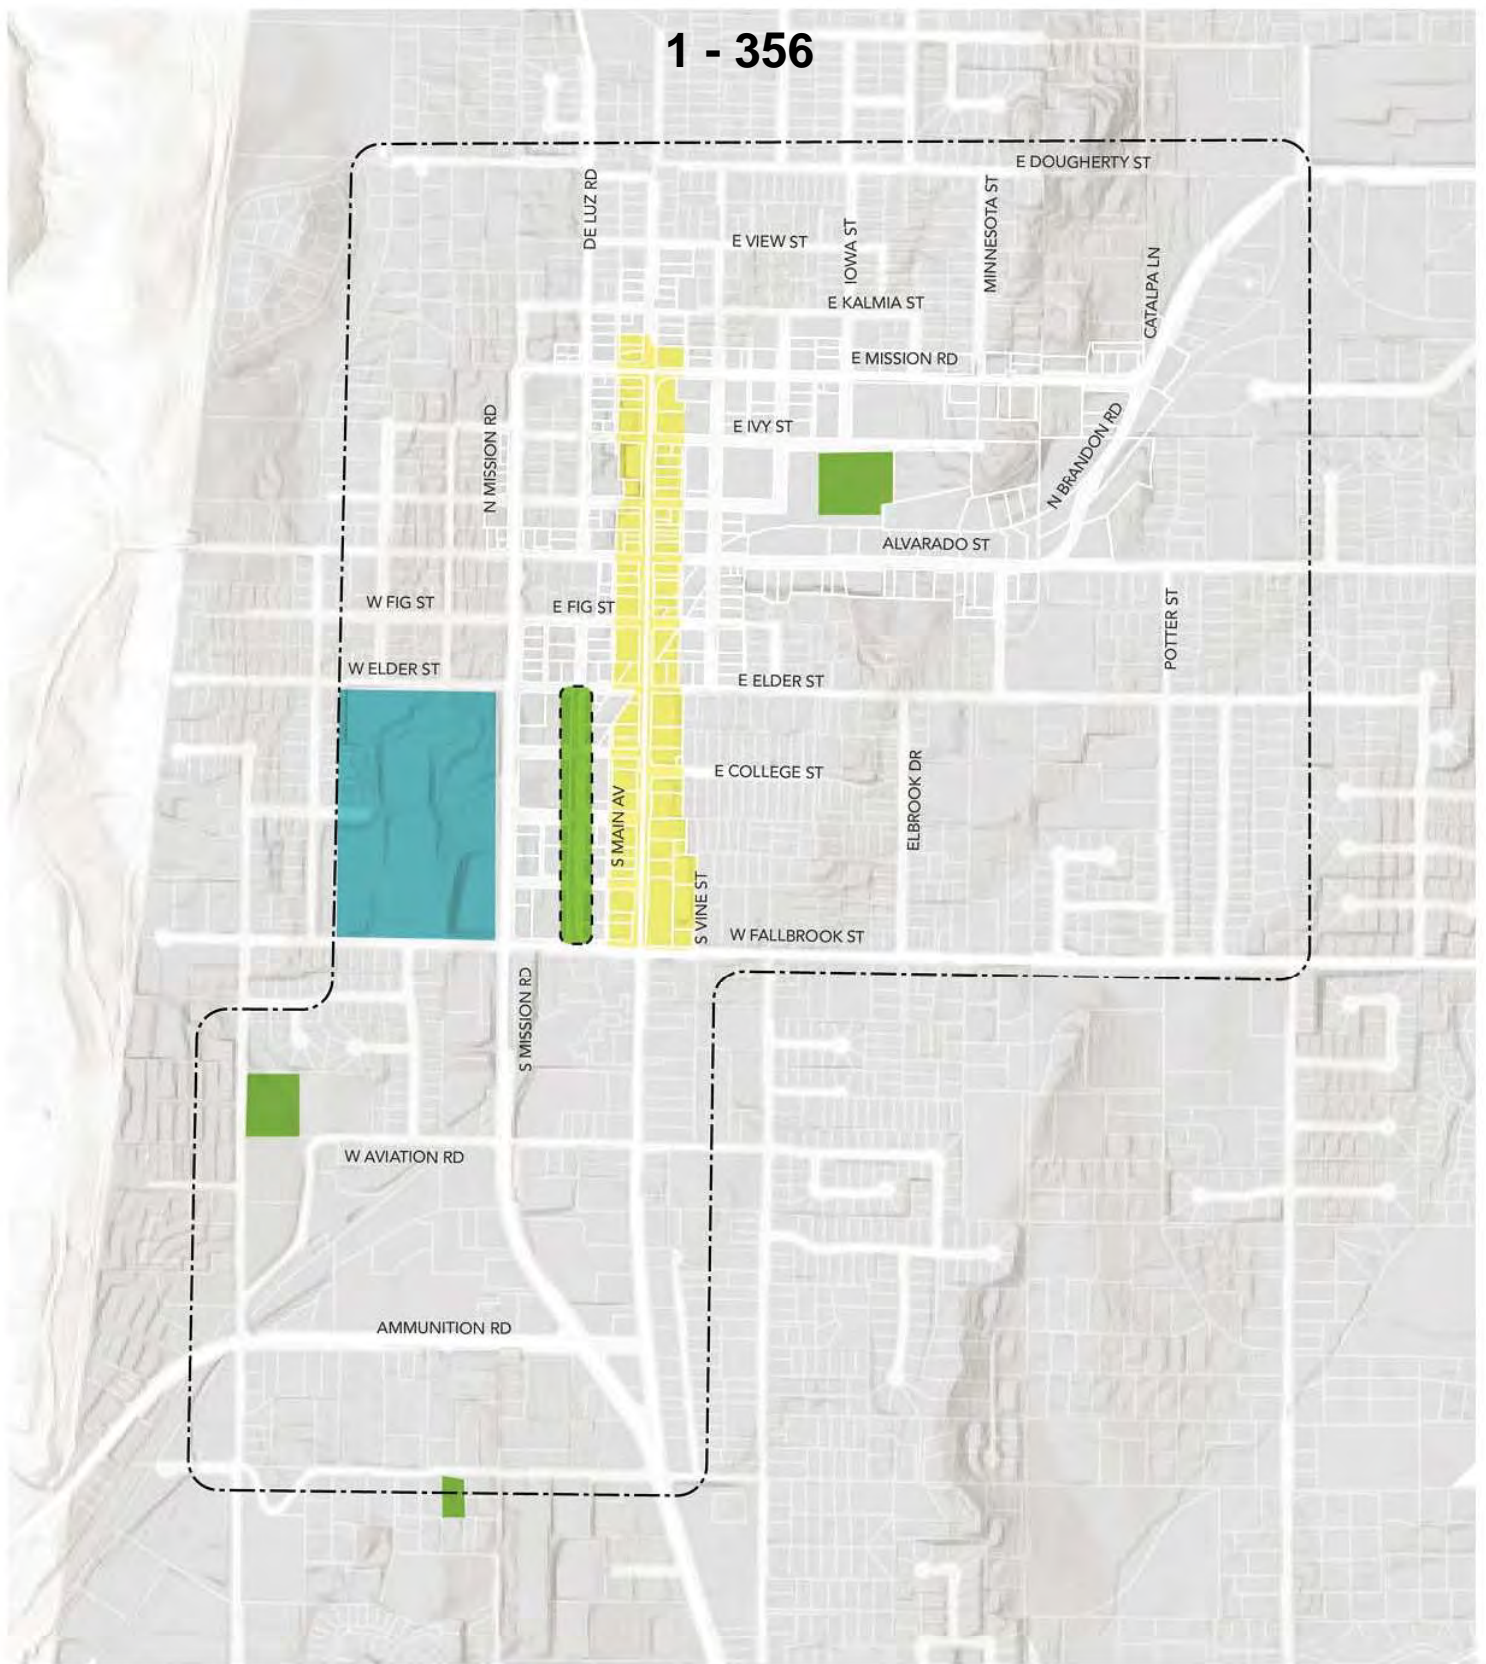 1 - 356
E DOUGHERTY ST
DE LUZ RD
MINNESOTA ST
IOWA ST
E VIEW ST
CATALPA LN
E KALMIA ST
E MISSION RD
N MISSION RD
E IVY ST
N BRANDON RD
ALVARADO ST
W FIG ST
E FIG ST
POTTER ST
W ELDER ST
E ELDER ST
E COLLEGE ST
ELBROOK DR
S MAIN AV
S VINE ST
W FALLBROOK ST
S MISSION RD
W AVIATION RD
AMMUNITION RD